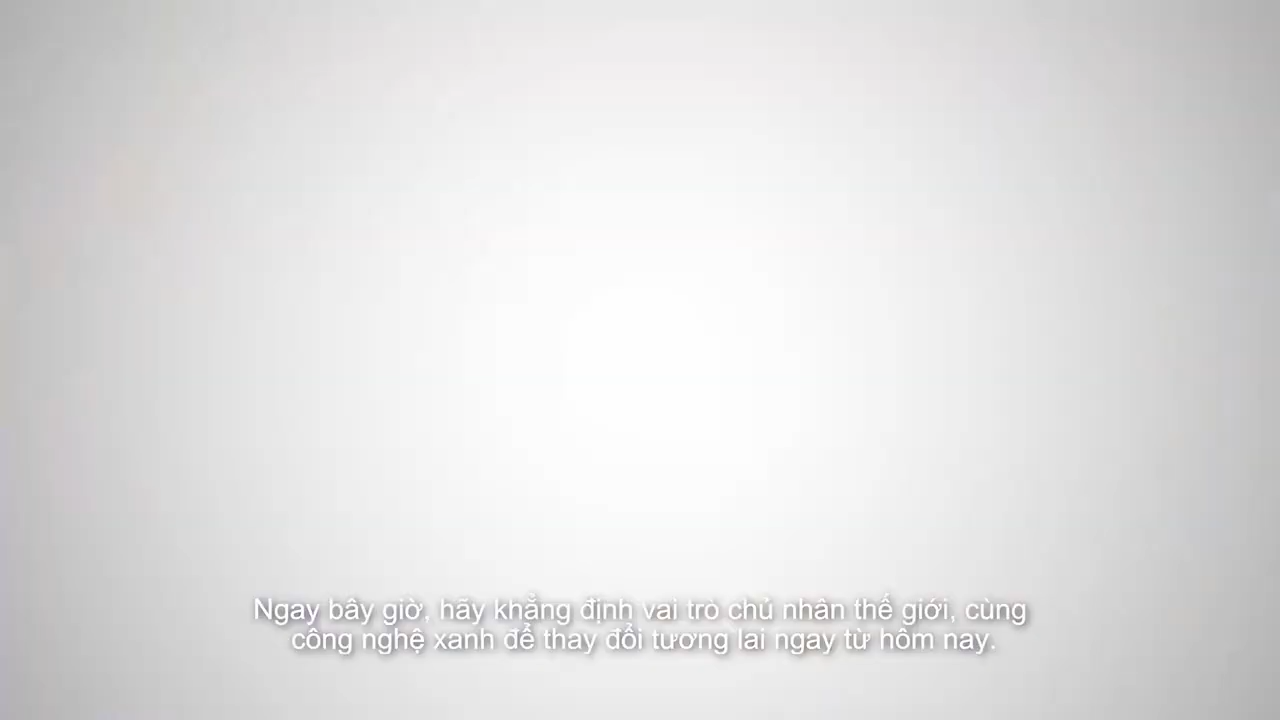 Ngay bây giờ, hãy khẳng định vai trò chủ nhân thế giới, cùng
công nghệ xanh để thay đổi tương lai ngay từ hôm nay.